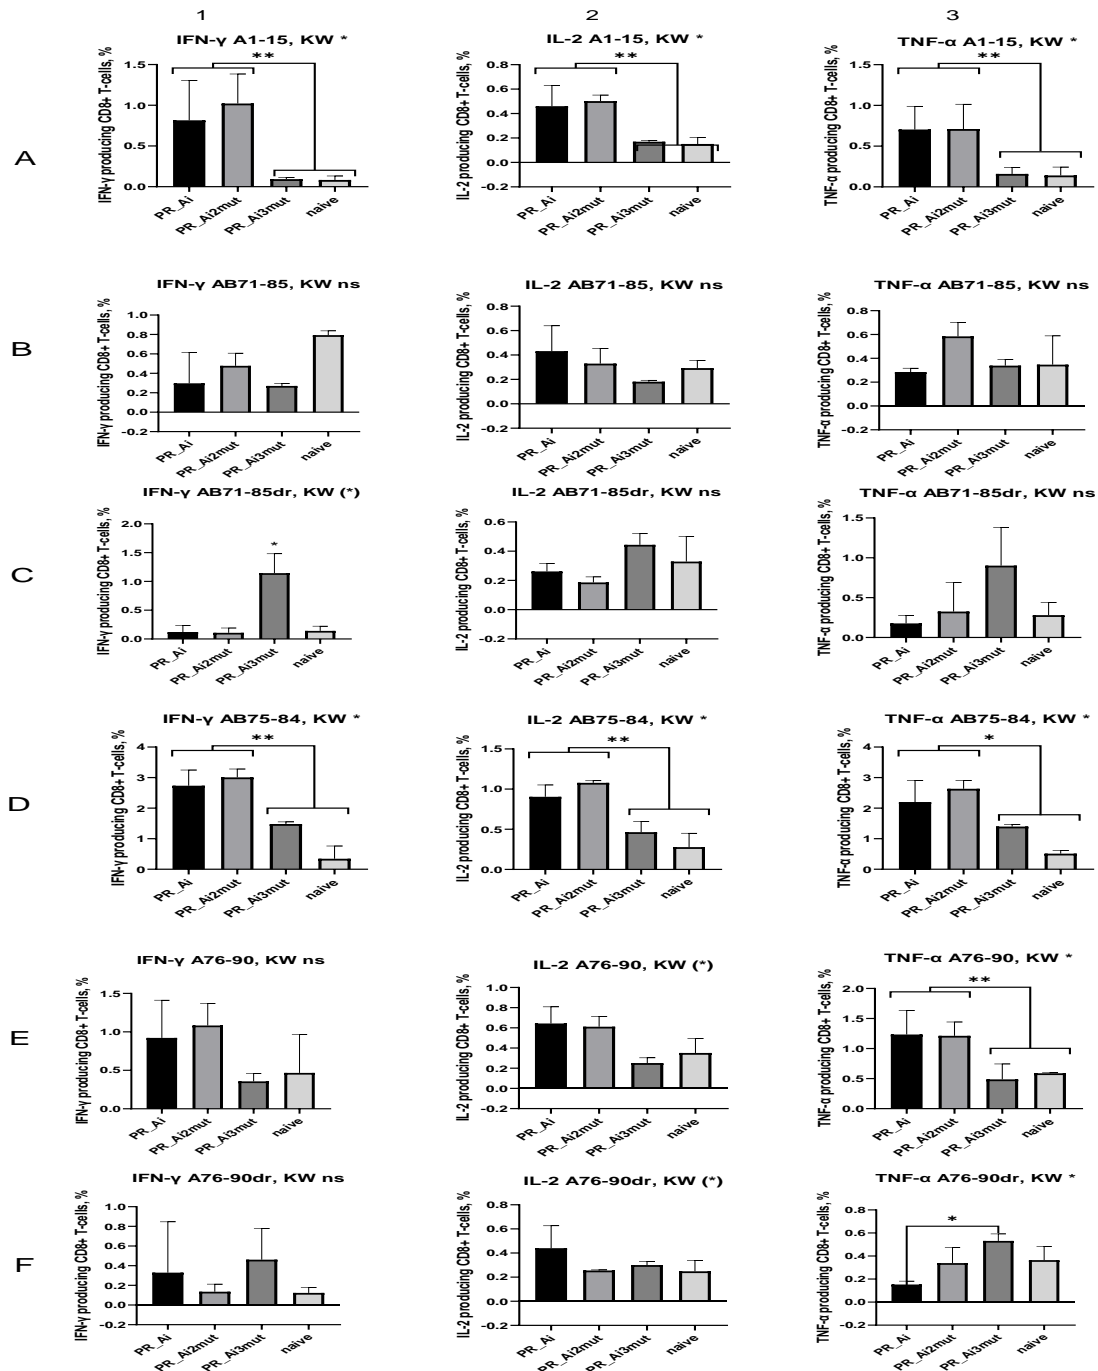 1
2
3
A
IFN-γ A1-15, KW *
**
IFN-γ producing CD8+ T-cells, %
1.5
1.0
0.5
0.0
PR_Ai
PR_Ai2mut
PR_Ai3mut
naive
IL-2 A1-15, KW *
**
IL-2 producing CD8+ T-cells, %
0.8
0.6
0.4
0.2
0.0
-0.2
PR_Ai
PR_Ai2mut
PR_Ai3mut
naive
TNF-α A1-15, KW *
**
TNF-α producing CD8+ T-cells, %
1.5
1.0
0.5
0.0
PR_Ai
PR_Ai2mut
PR_Ai3mut
naive
B
IFN-γ AB71-85, KW ns
IFN-γ producing CD8+ T-cells, %
1.0
0.8
0.6
0.4
0.2
0.0
-0.2
PR_Ai
PR_Ai2mut
PR_Ai3mut
naive
IL-2 AB71-85, KW ns
IL-2 producing CD8+ T-cells, %
0.8
0.6
0.4
0.2
0.0
-0.2
PR_Ai
PR_Ai2mut
PR_Ai3mut
naive
TNF-α AB71-85, KW ns
TNF-α producing CD8+ T-cells, %
0.8
0.6
0.4
0.2
0.0
-0.2
PR_Ai
PR_Ai2mut
PR_Ai3mut
naive
C
IFN-γ AB71-85dr, KW (*)
*
IFN-γ producing CD8+ T-cells, %
2.0
1.5
1.0
0.5
0.0
PR_Ai
PR_Ai2mut
PR_Ai3mut
naive
IL-2 AB71-85dr, KW ns
IL-2 producing CD8+ T-cells, %
0.6
0.4
0.2
0.0
-0.2
PR_Ai
PR_Ai2mut
PR_Ai3mut
naive
TNF-α AB71-85dr, KW ns
TNF-α producing CD8+ T-cells, %
1.5
1.0
0.5
0.0
PR_Ai
PR_Ai2mut
PR_Ai3mut
naive
D
IFN-γ AB75-84, KW *
**
IFN-γ producing CD8+ T-cells, %
4
3
2
1
0
PR_Ai
PR_Ai2mut
PR_Ai3mut
naive
IL-2 AB75-84, KW *
**
IL-2 producing CD8+ T-cells, %
1.5
1.0
0.5
0.0
PR_Ai
PR_Ai2mut
PR_Ai3mut
naive
TNF-α AB75-84, KW *
*
TNF-α producing CD8+ T-cells, %
4
3
2
1
0
PR_Ai
PR_Ai2mut
PR_Ai3mut
naive
E
IFN-γ A76-90, KW ns
IFN-γ producing CD8+ T-cells, %
1.5
1.0
0.5
0.0
PR_Ai
PR_Ai2mut
PR_Ai3mut
naive
IL-2 A76-90, KW (*)
IL-2 producing CD8+ T-cells, %
1.0
0.8
0.6
0.4
0.2
0.0
-0.2
PR_Ai
PR_Ai2mut
PR_Ai3mut
naive
TNF-α A76-90, KW *
**
TNF-α producing CD8+ T-cells, %
2.0
1.5
1.0
0.5
0.0
PR_Ai
PR_Ai2mut
PR_Ai3mut
naive
F
IFN-γ A76-90dr, KW ns
IFN-γ producing CD8+ T-cells, %
1.0
0.8
0.6
0.4
0.2
0.0
-0.2
PR_Ai
PR_Ai2mut
PR_Ai3mut
naive
IL-2 A76-90dr, KW (*)
IL-2 producing CD8+ T-cells, %
0.8
0.6
0.4
0.2
0.0
-0.2
PR_Ai
PR_Ai2mut
PR_Ai3mut
naive
TNF-α A76-90dr, KW *
*
TNF-α producing CD8+ T-cells, %
0.8
0.6
0.4
0.2
0.0
-0.2
PR_Ai
PR_Ai2mut
PR_Ai3mut
naive